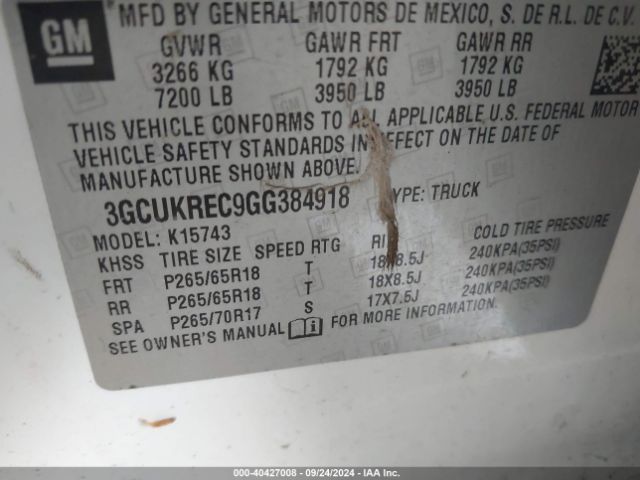 GM
*MFD BY GENERAL MOTORS DE MEXICO, S. DE R.L. DE C.V.
GVWR GAWR FRT GAWR RR
3266 KG 1792 KG 1792 KG
7200 LB 3950 LB 3950 LB
THIS VEHICLE CONFORMS TO ALL APPLICABLE U.S. FEDERAL MOTOR
VEHICLE SAFETY STANDARDS IN EFFECT ON THE DATE OF
MANUFACTURE SHOWN ABOVE.
3GCUKREC9GG384918 TYPE: TRUCK
MODEL: K15743
KHSS TIRE SIZE SPEED RTG RIM COLD TIRE PRESSURE
FRT P265/65R18 T 18X8.5J 240KPA(35PSI)
RR P265/65R18 T 18X8.5J 240KPA(35PSI)
SPA P265/70R17 S 17X7.5J 240KPA(35PSI)
SEE OWNER'S MANUAL FOR MORE INFORMATION.
000-40427008 - 09/24/2024 - IAA Inc.